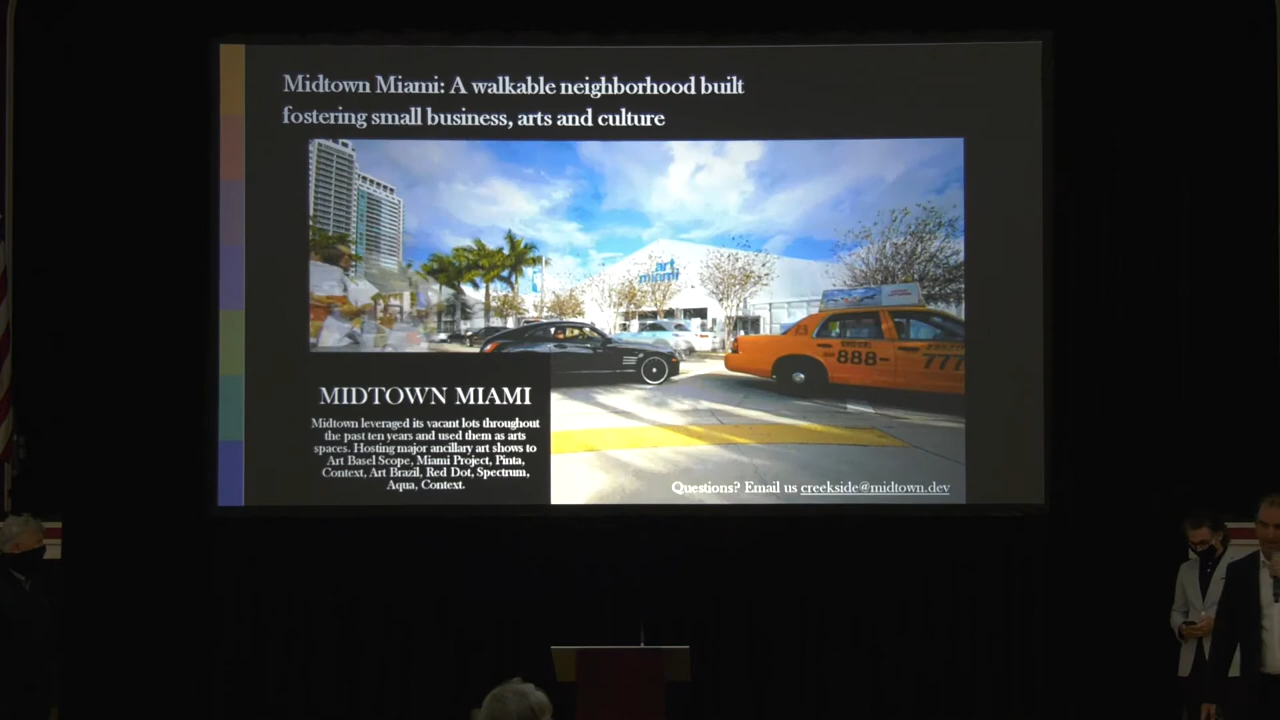 Midtown Miami: A walkable neighborhood built
fostering small business, arts and culture
art
miami
13
888
777
MIDTOWN MIAMI
Midtown leveraged its vacant lots throughout
the past ten years and used them as arts
spaces. Hosting major ancillary art shows to
Art Basel Scope, Miami Project, Pinta,
Context, Art Brazil, Red Dot, Spectrum,
Aqua, Context.
Questions? Email us creekside@midtown.dev